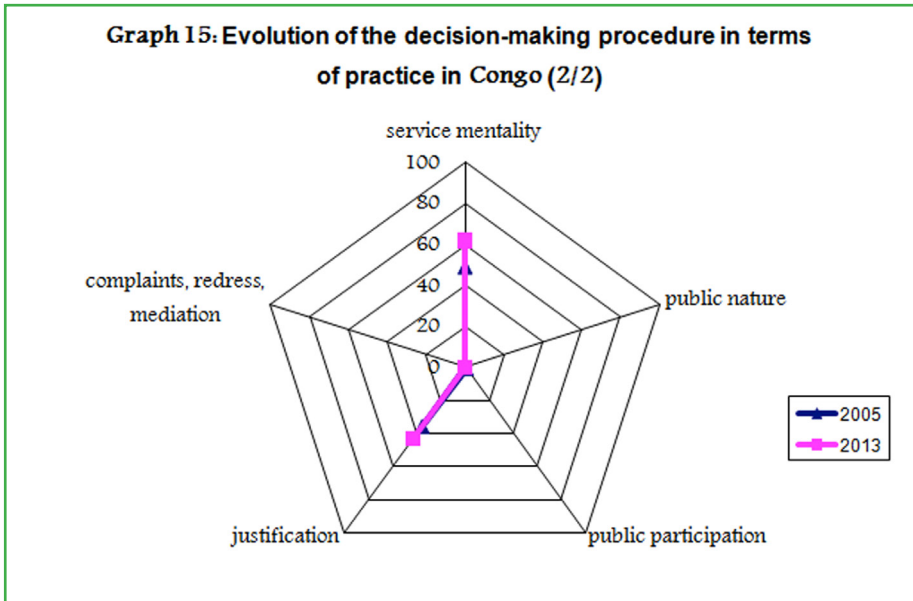 Graph 15: Evolution of the decision-making procedure in terms
of practice in Congo (2/2)
service mentality
100
80
60
40
20
0
complaints, redress,
mediation
public nature
2005
2013
justification
public participation